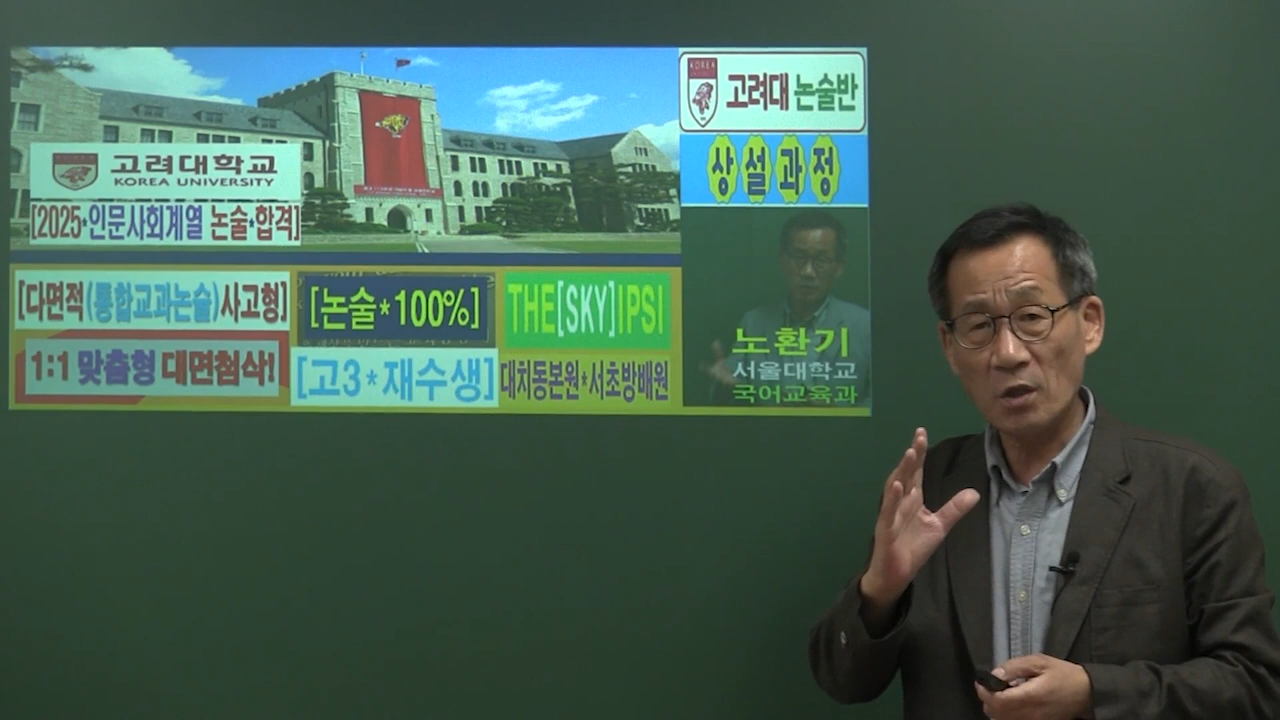 고려대학교
KOREA UNIVERSITY
[2025*인문사회계열 논술*합격]
KOREA
고려대 논술반
상설과정
[다면적(통합교과논술)사고형]
1:1 맞춤형 대면첨삭!
[논술*100%]
[고3*재수생]
THE[SKY]IPSI
대치동본원*서초방배원
노환기
서울대학교
국어교육과